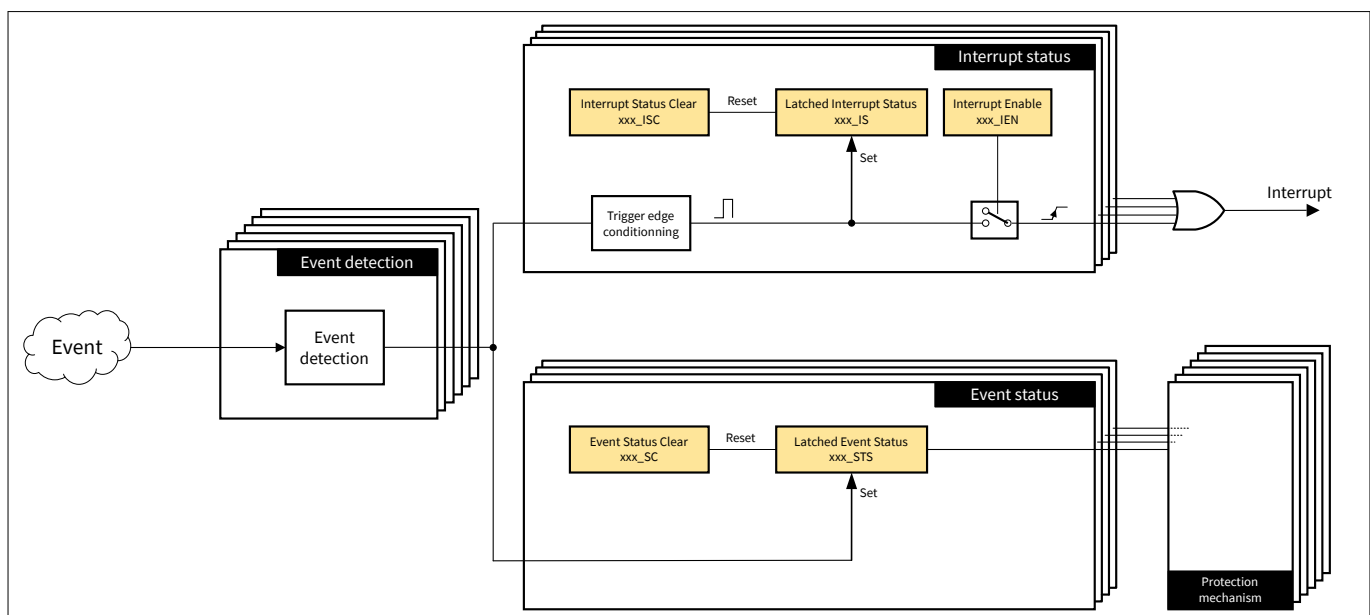 Interrupt status
Interrupt Status Clear
xxx_ISC
Reset
Latched Interrupt Status
xxx_IS
Interrupt Enable
xxx_IEN
Set
Trigger edge
conditionning
Interrupt
Event detection
Event
Event
detection
Event status
Event Status Clear
xxx_SC
Reset
Latched Event Status
xxx_STS
Set
Protection
mechanism